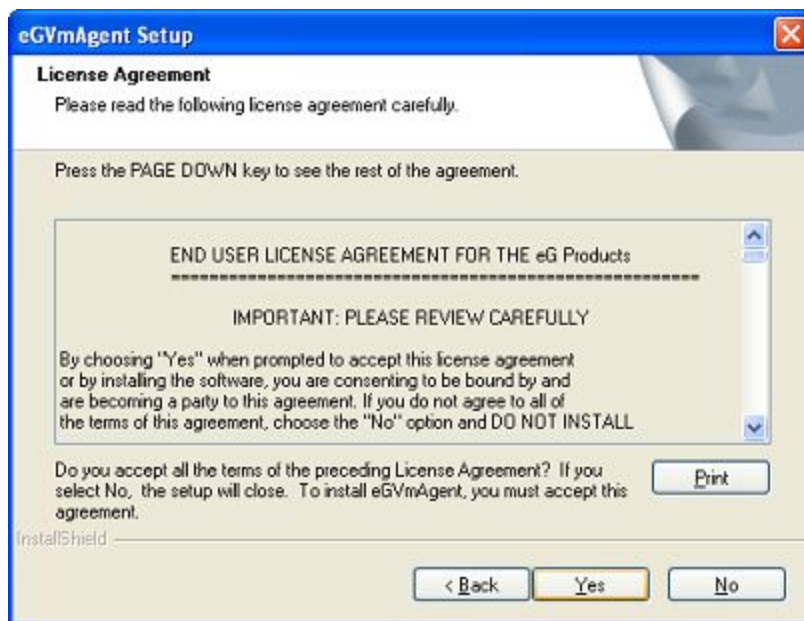 eGVmAgent Setup
License Agreement
Please read the following license agreement carefully.
Press the PAGE DOWN key to see the rest of the agreement.
END USER LICENSE AGREEMENT FOR THE eG Products
=========================================================
IMPORTANT: PLEASE REVIEW CAREFULLY
By choosing "Yes" when prompted to accept this license agreement
or by installing the software, you are consenting to be bound by and
are becoming a party to this agreement. If you do not agree to all of
the terms of this agreement, choose the "No" option and DO NOT INSTALL
Do you accept all the terms of the preceding License Agreement? If you
select No, the setup will close. To install eGVmAgent, you must accept this
agreement.
Print
InstallShield
< Back
Yes
No